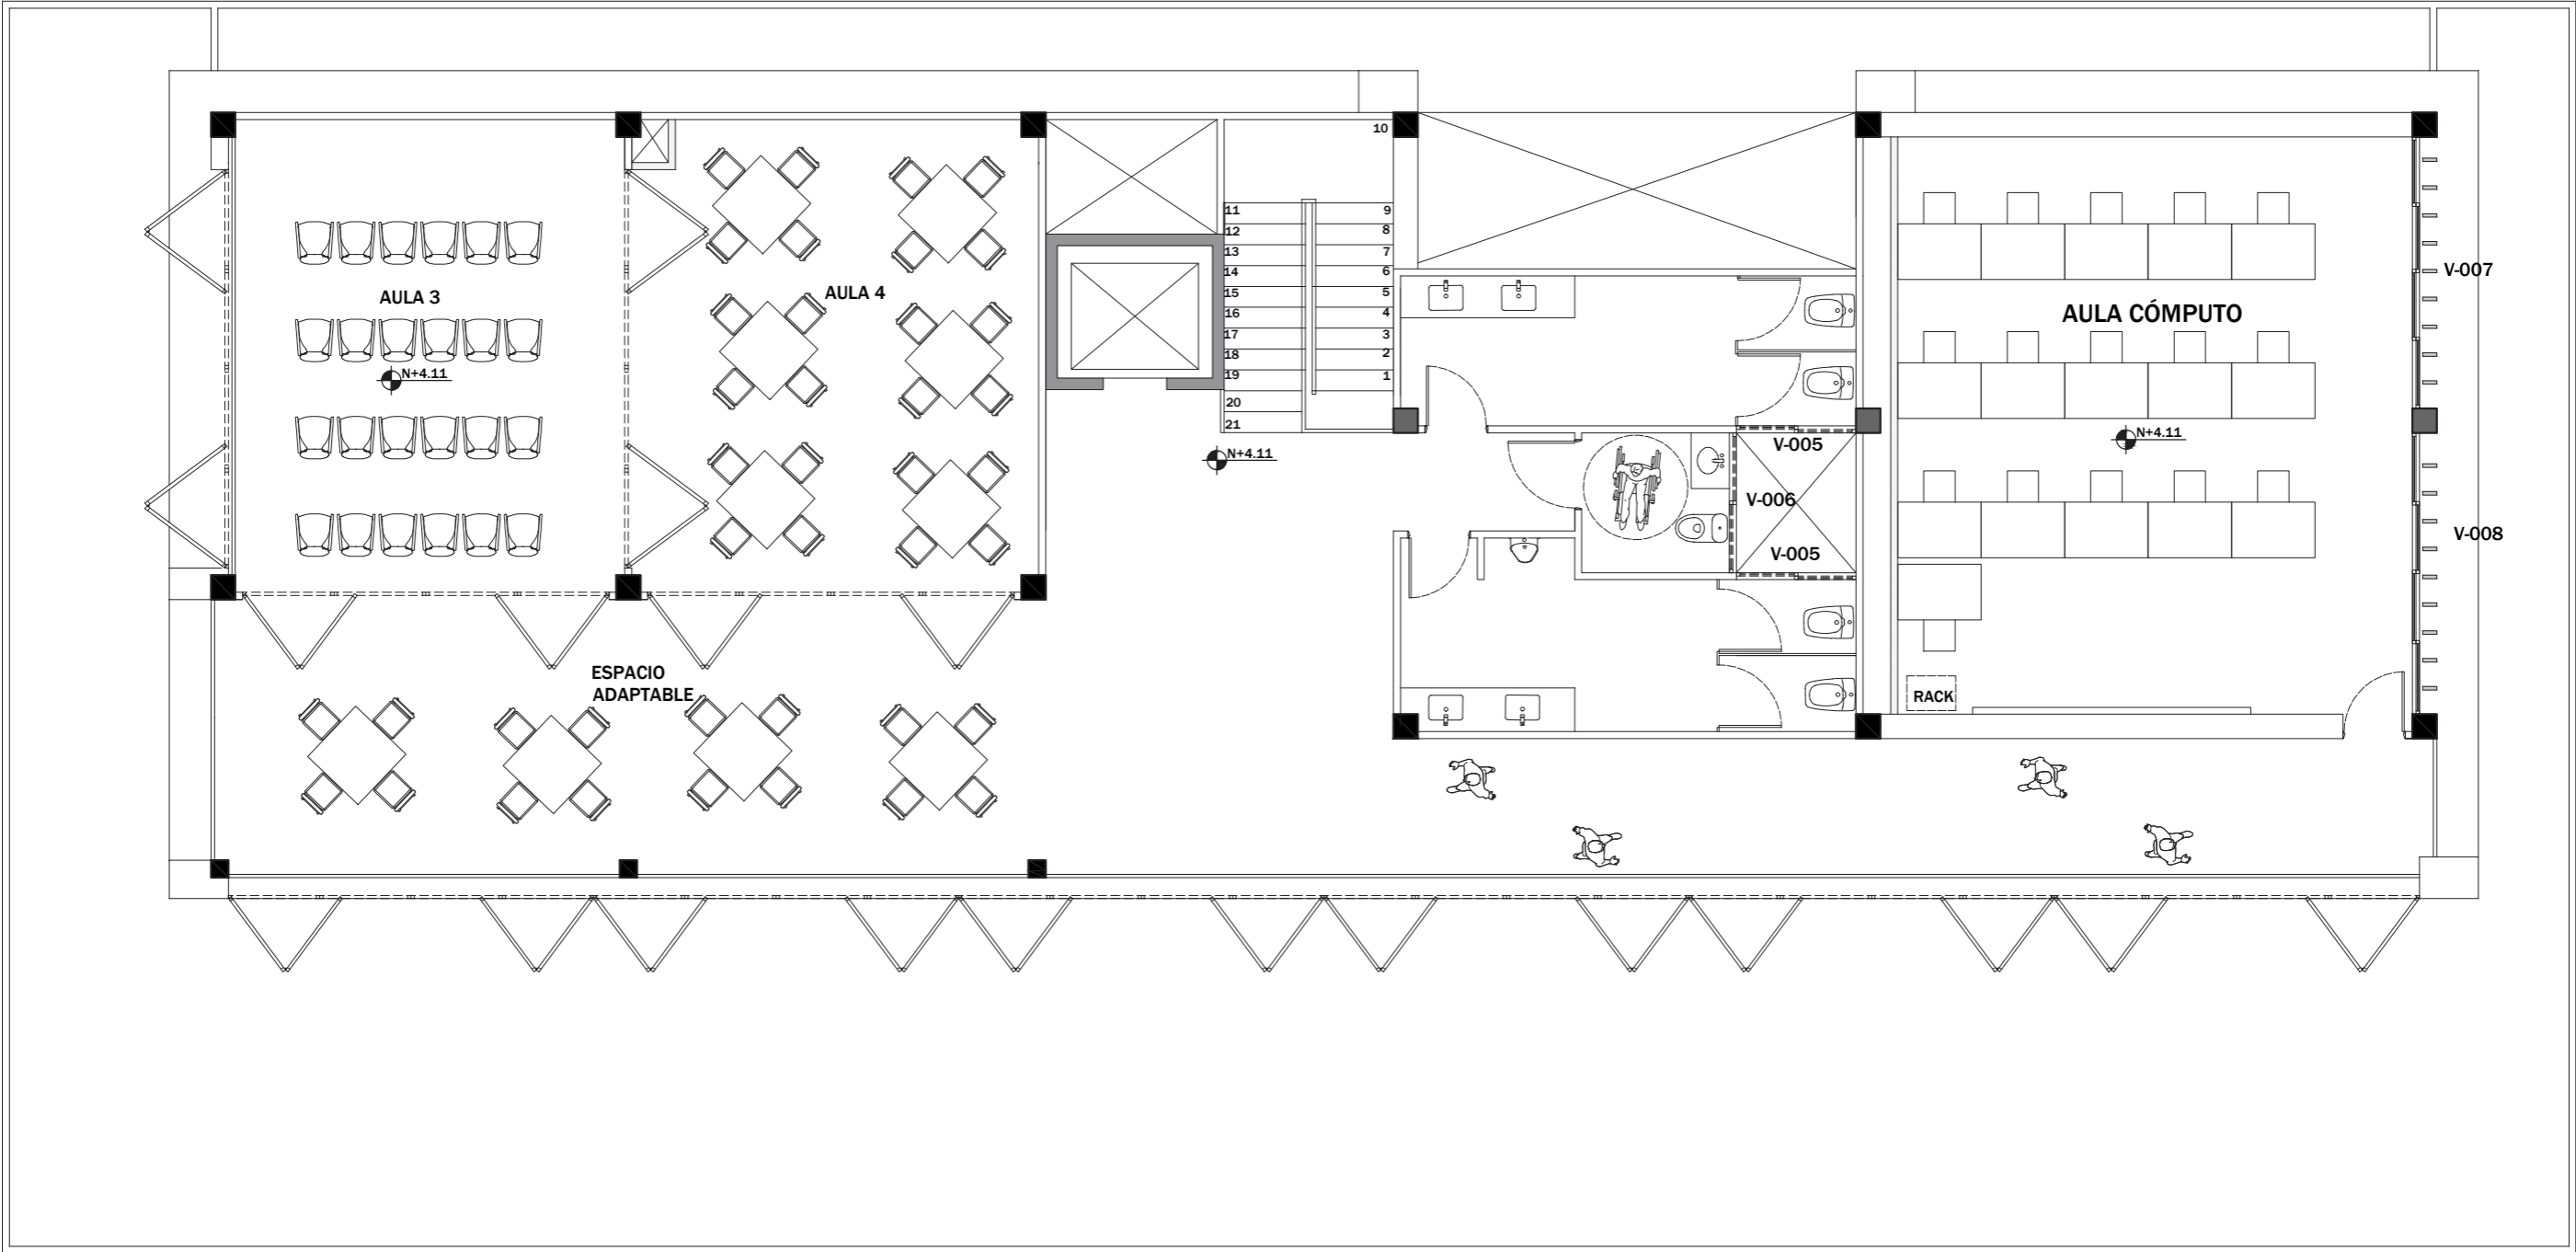 10
11
9
12
8
13
7
14
6
15
5
16
4
17
3
18
2
19
1
20
21
AULA 3
AULA 4
AULA CÓMPUTO
N+4.11
N+4.11
N+4.11
V-005
V-006
V-005
V-007
V-008
ESPACIO
ADAPTABLE
RACK